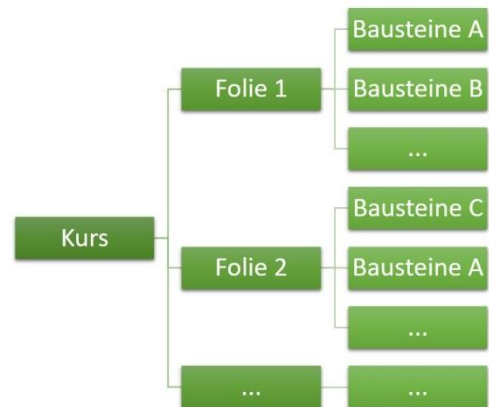 Kurs
Folie 1
Bausteine A
Bausteine B
...
Folie 2
Bausteine C
Bausteine A
...
...
...